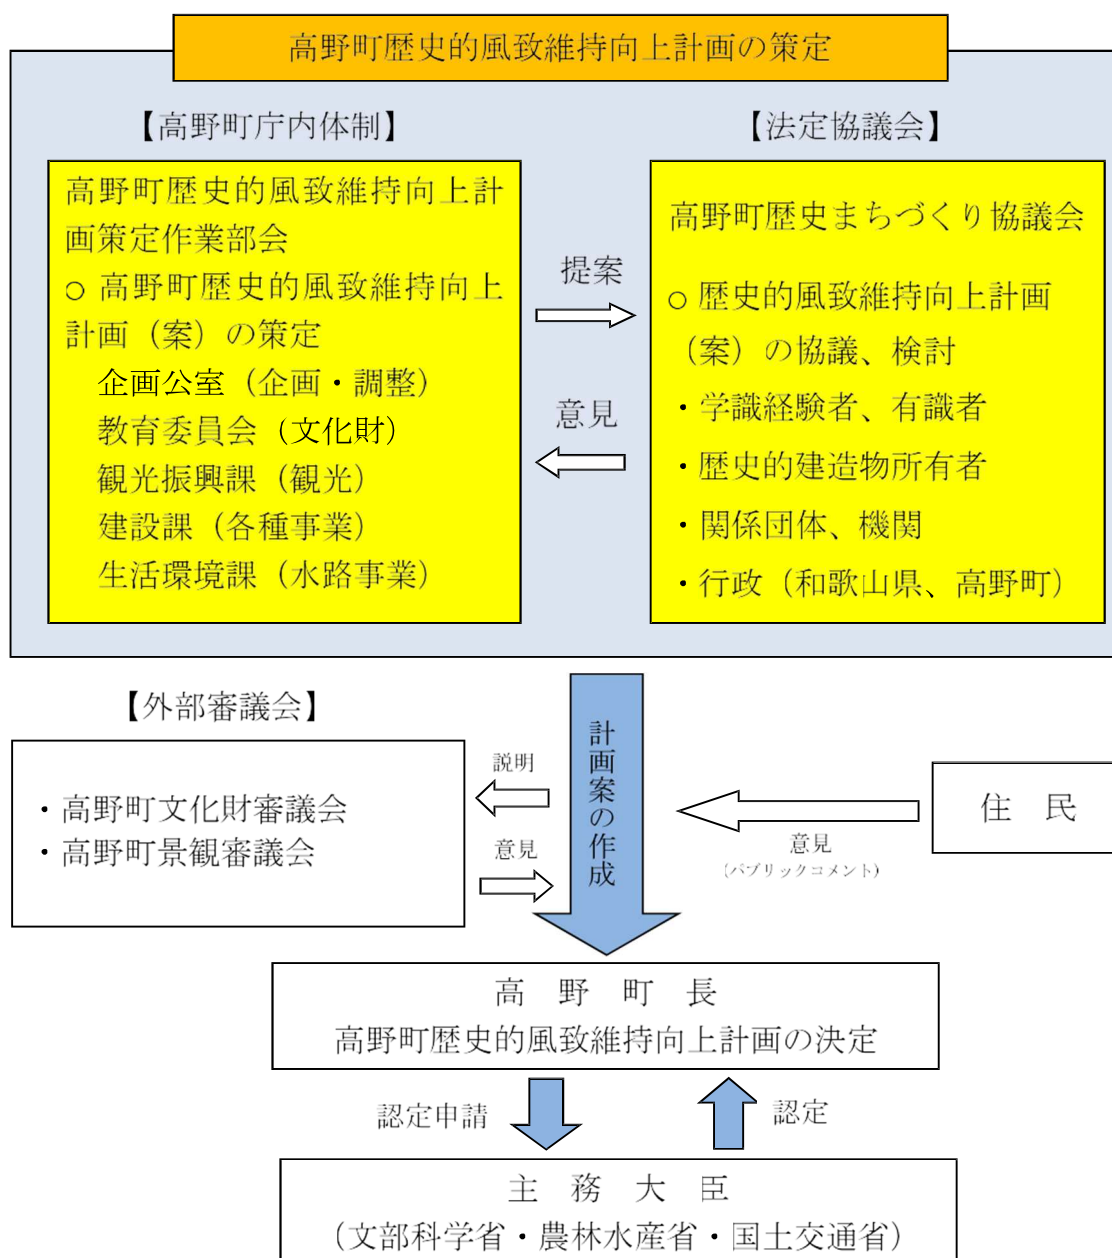 高野町歴史的風致維持向上計画の策定
【高野町庁内体制】
高野町歴史的風致維持向上計
画策定作業部会
○ 高野町歴史的風致維持向上
計画（案）の策定
企画公室（企画・調整）
教育委員会（文化財）
観光振興課（観光）
建設課（各種事業）
生活環境課（水路事業）
提案
意見
【法定協議会】
高野町歴史まちづくり協議会
○ 歴史的風致維持向上計画
（案）の協議、検討
・学識経験者、有識者
・歴史的建造物所有者
・関係団体、機関
・行政（和歌山県、高野町）
【外部審議会】
・高野町文化財審議会
・高野町景観審議会
説明
意見
計画案の作成
住　民
意見
（パブリックコメント）
高　野　町　長
高野町歴史的風致維持向上計画の決定
認定申請
認定
主　務　大　臣
（文部科学省・農林水産省・国土交通省）